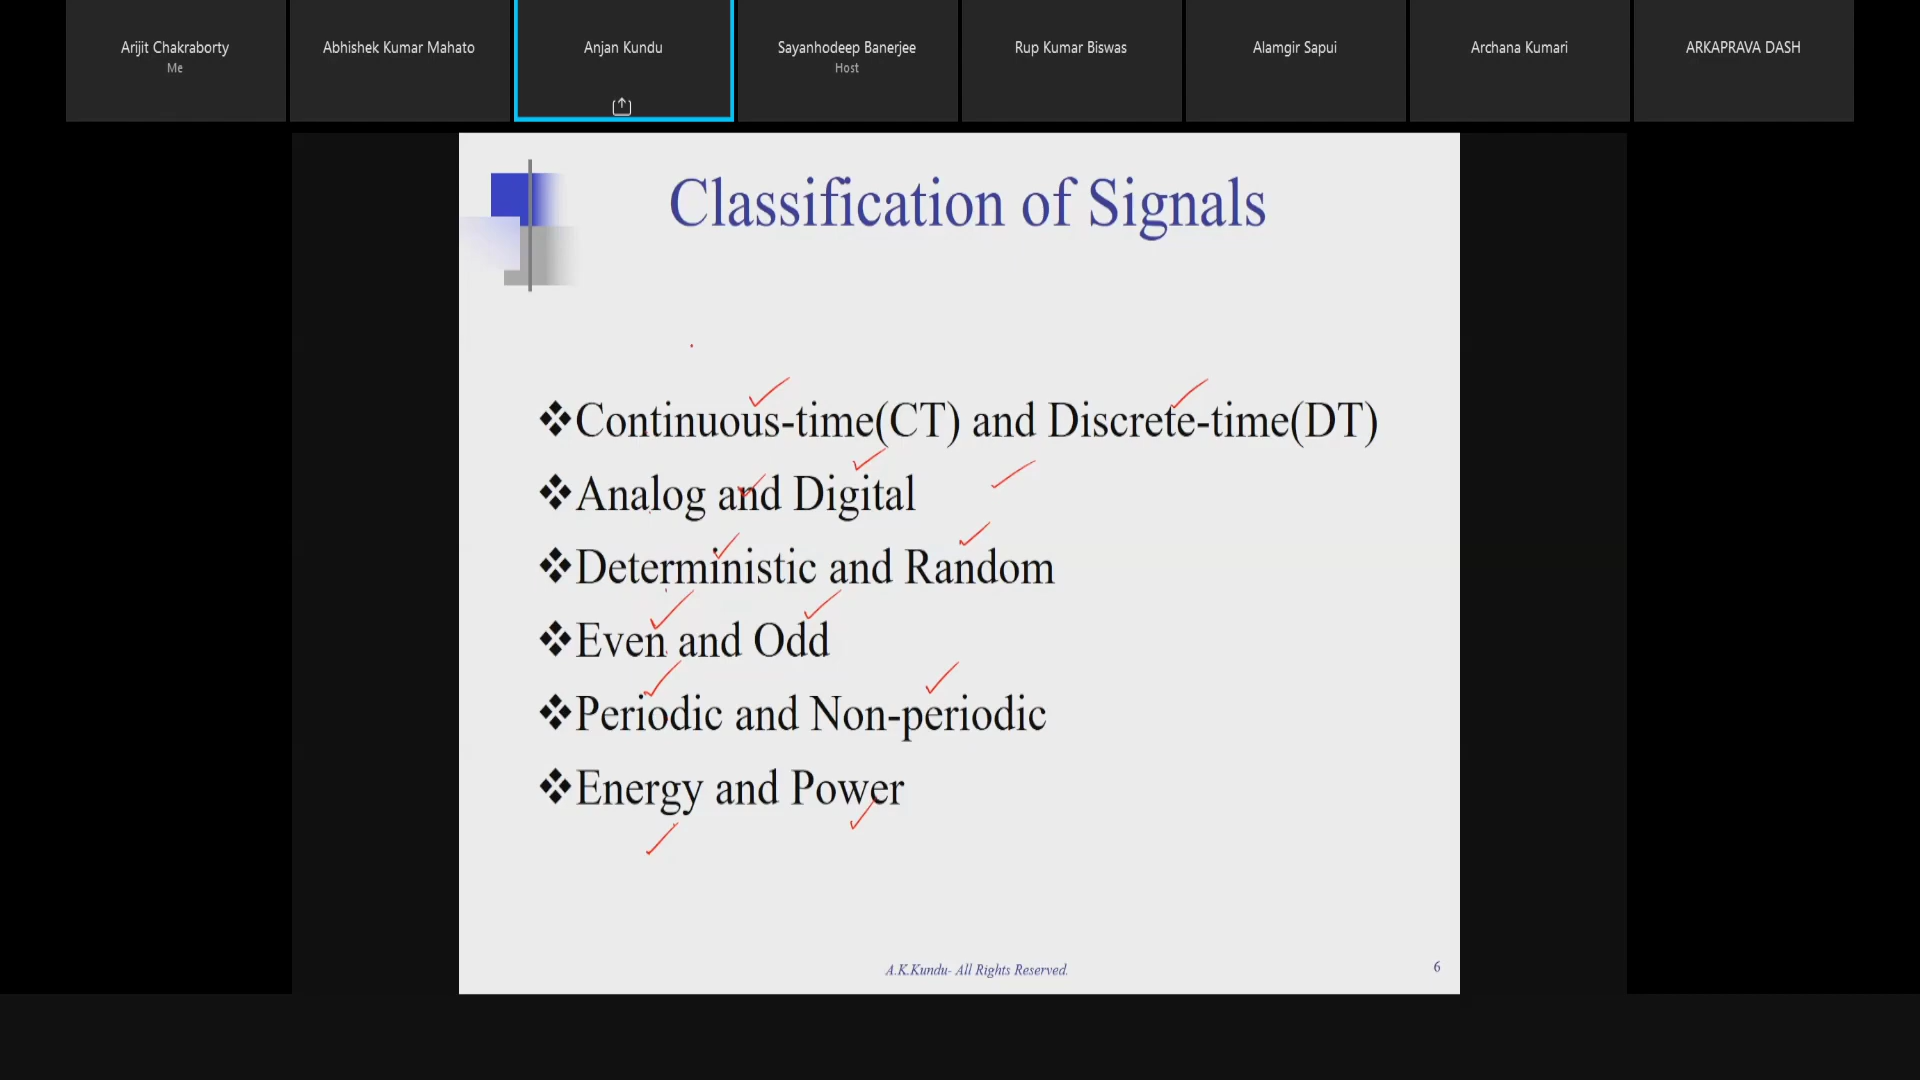 Arijit Chakraborty
Me
Abhishek Kumar Mahato
Anjan Kundu
Sayanhodeep Banerjee
Host
Rup Kumar Biswas
Alamgir Sapui
Archana Kumari
ARKAPRAVA DASH
Classification of Signals
❖Continuous-time(CT) and Discrete-time(DT)
❖Analog and Digital
❖Deterministic and Random
❖Even and Odd
❖Periodic and Non-periodic
❖Energy and Power
A.K.Kundu- All Rights Reserved.
6